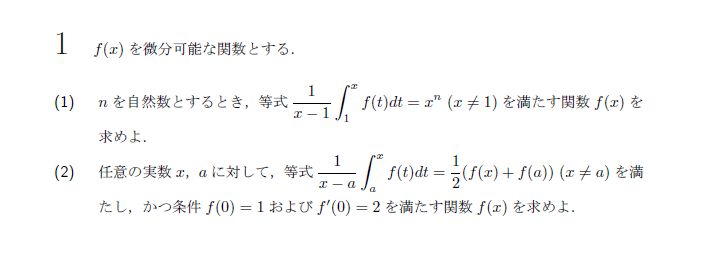 1 f(x) を微分可能な関数とする．
(1) n を自然数とするとき，等式 \frac{1}{x-1}\int_{1}^{x} f(t)dt = x^n (x ≠ 1) を満たす関数 f(x) を
求めよ．
(2) 任意の実数 x，a に対して，等式 \frac{1}{x-a}\int_{a}^{x} f(t)dt = \frac{1}{2}(f(x) + f(a)) (x ≠ a) を満
たし，かつ条件 f(0) = 1 および f′(0) = 2 を満たす関数 f(x) を求めよ．